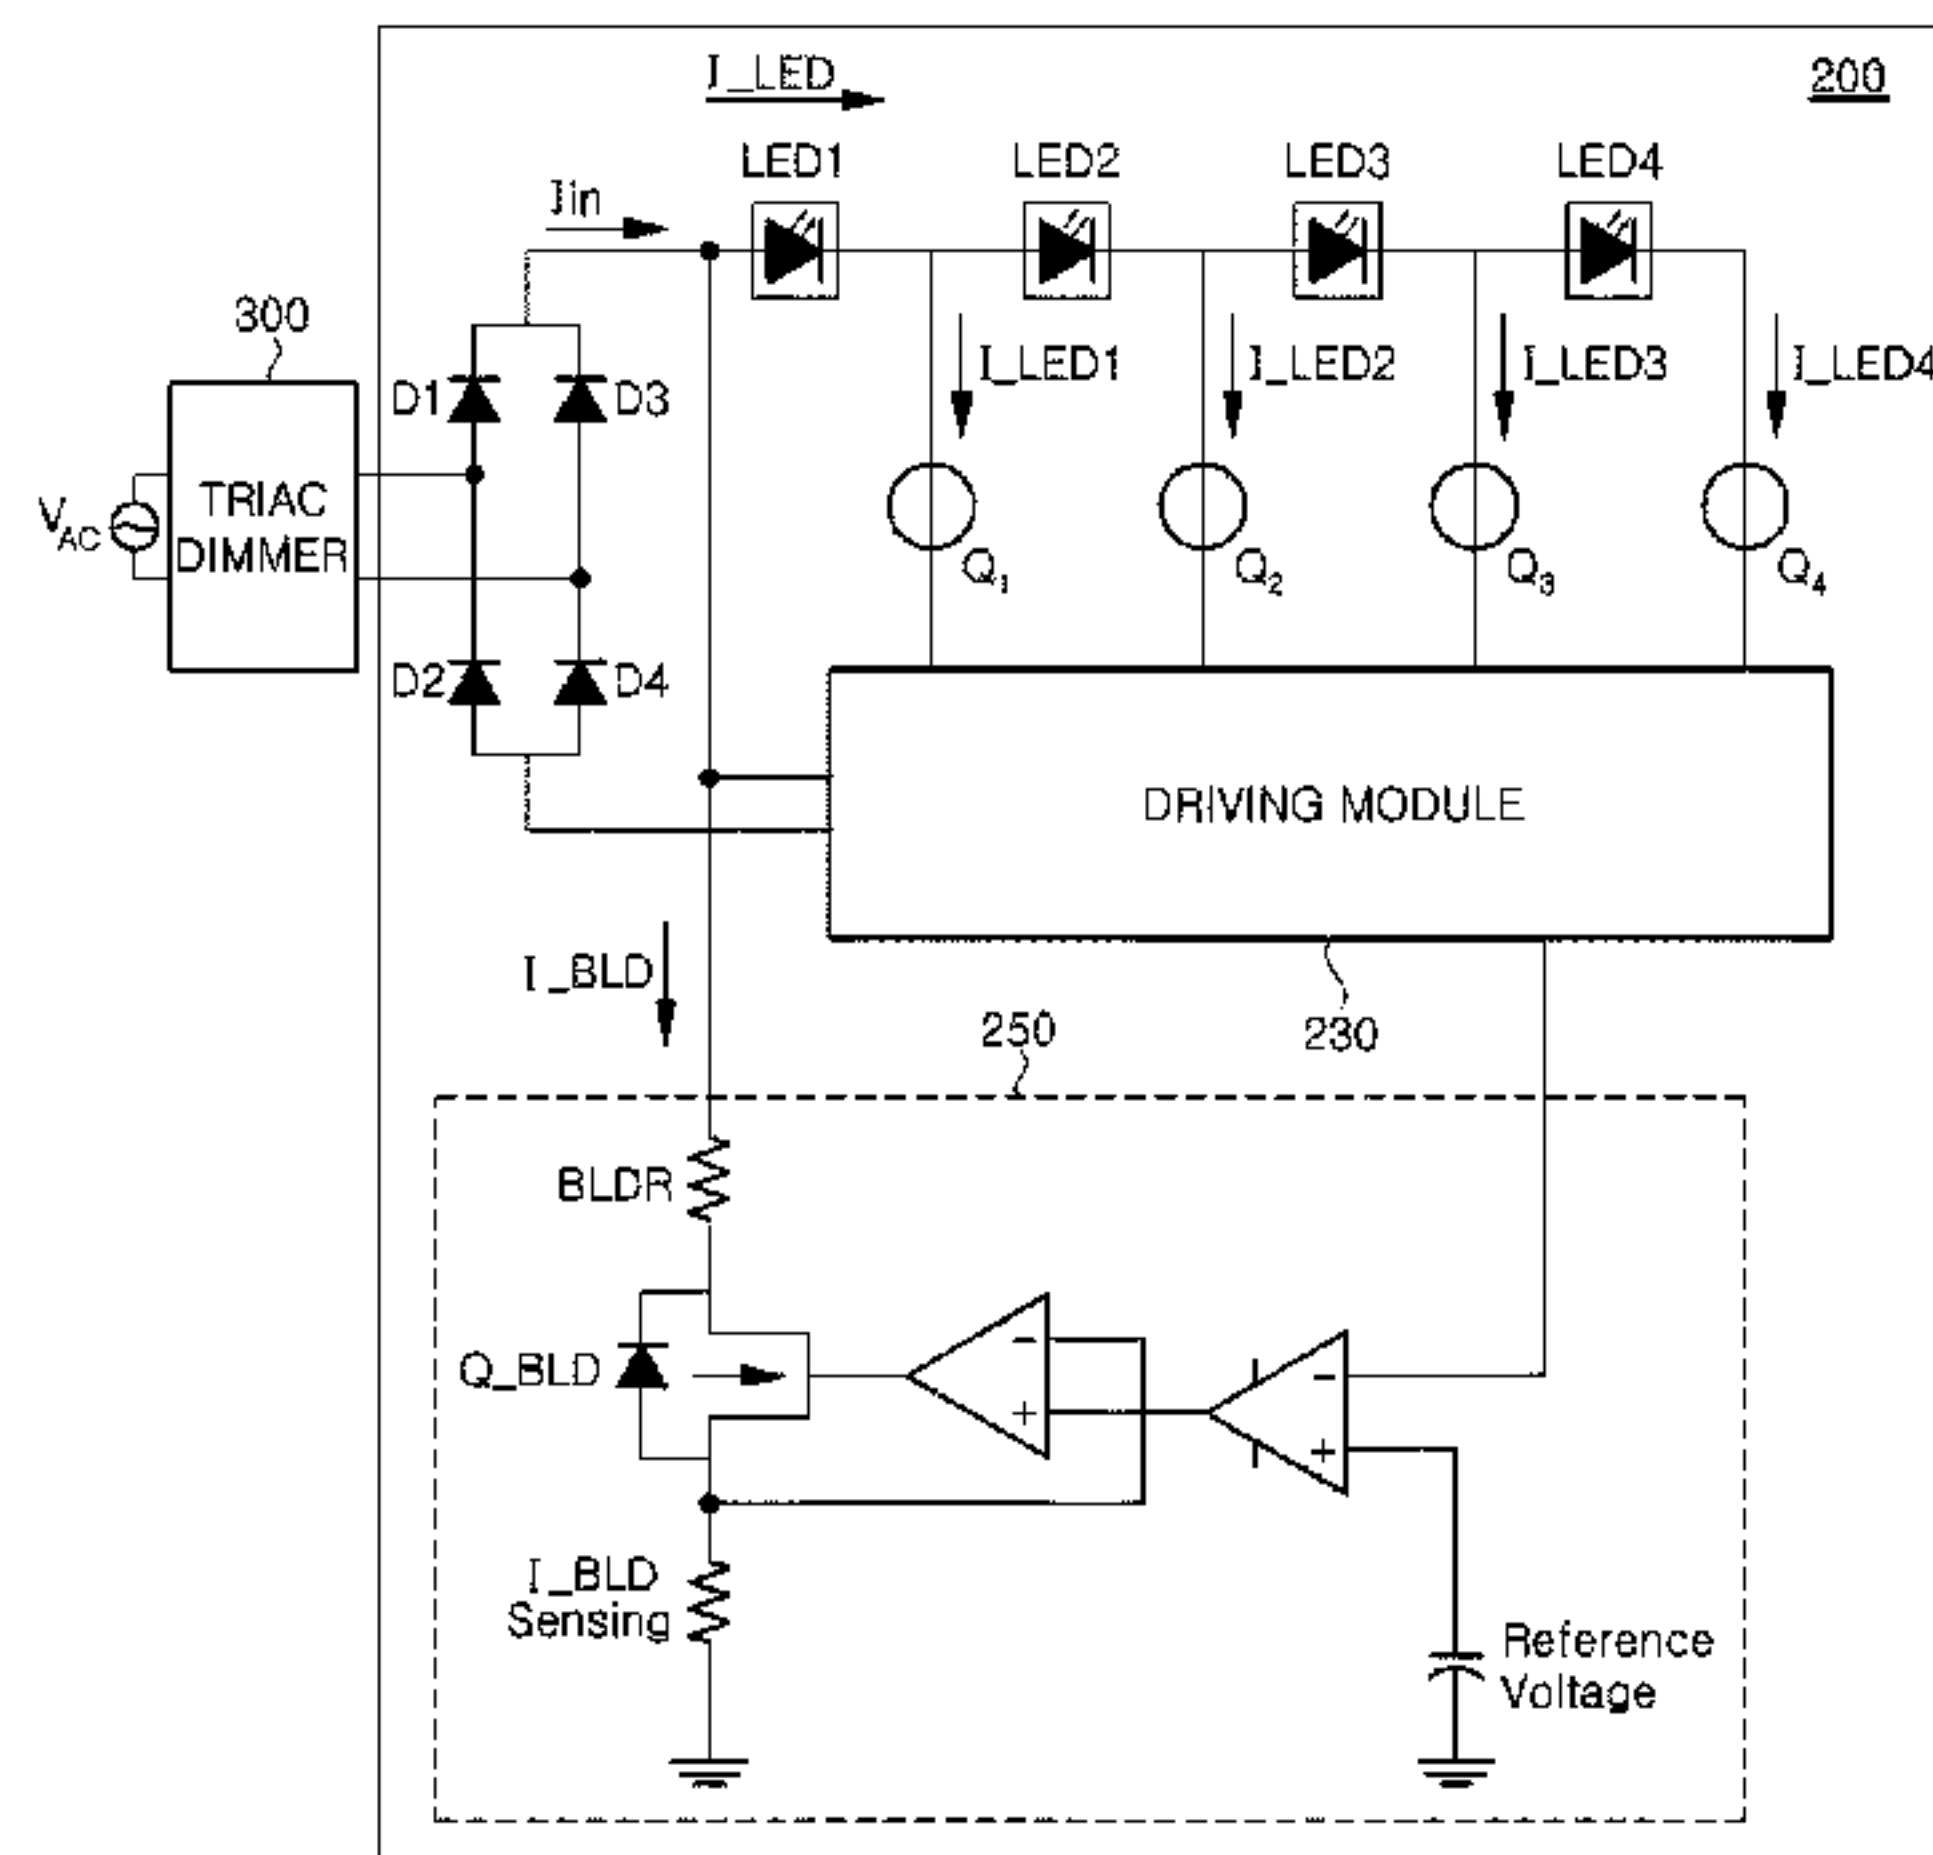 200
I_LED
LED1 LED2 LED3 LED4
Iin
300
D1 D3
I_LED1 I_LED2 I_LED3 I_LED4
TRIAC
DIMMER
VAC
Q1 Q2 Q3 Q4
D2 D4
DRIVING MODULE
I_BLD
250
230
BLDR
Q_BLD
-
+
-
+
I_BLD
Sensing
Reference
Voltage